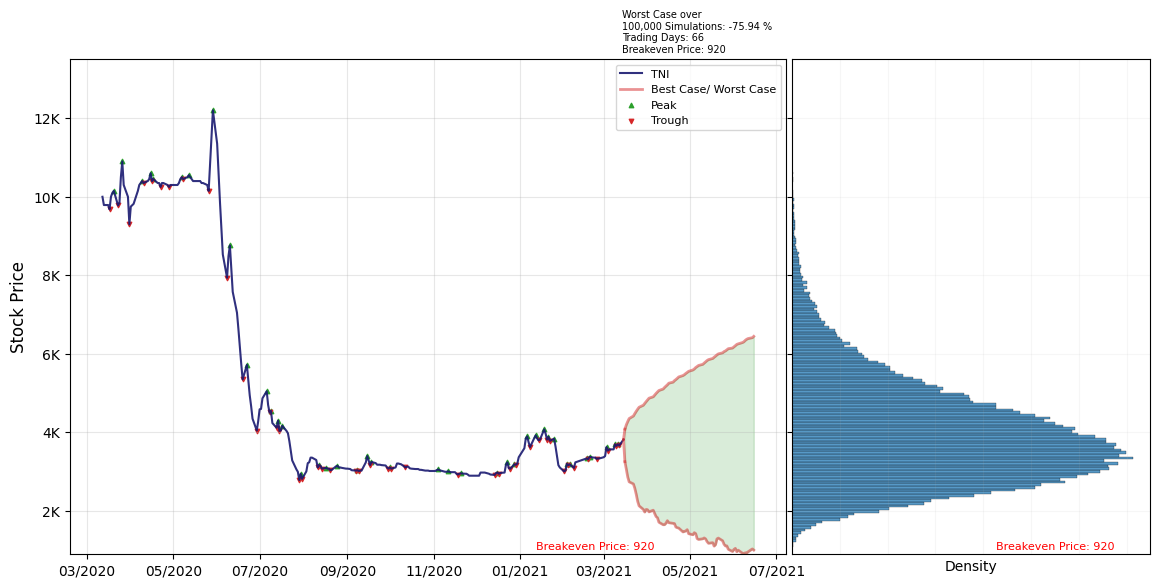 Worst Case over
100,000 Simulations: -75.94 %
Trading Days: 66
Breakeven Price: 920
TNI
Best Case/ Worst Case
Peak
Trough
Stock Price
12K
10K
8K
6K
4K
2K
Breakeven Price: 920
Breakeven Price: 920
03/2020 05/2020 07/2020 09/2020 11/2020 01/2021 03/2021 05/2021 07/2021
Density